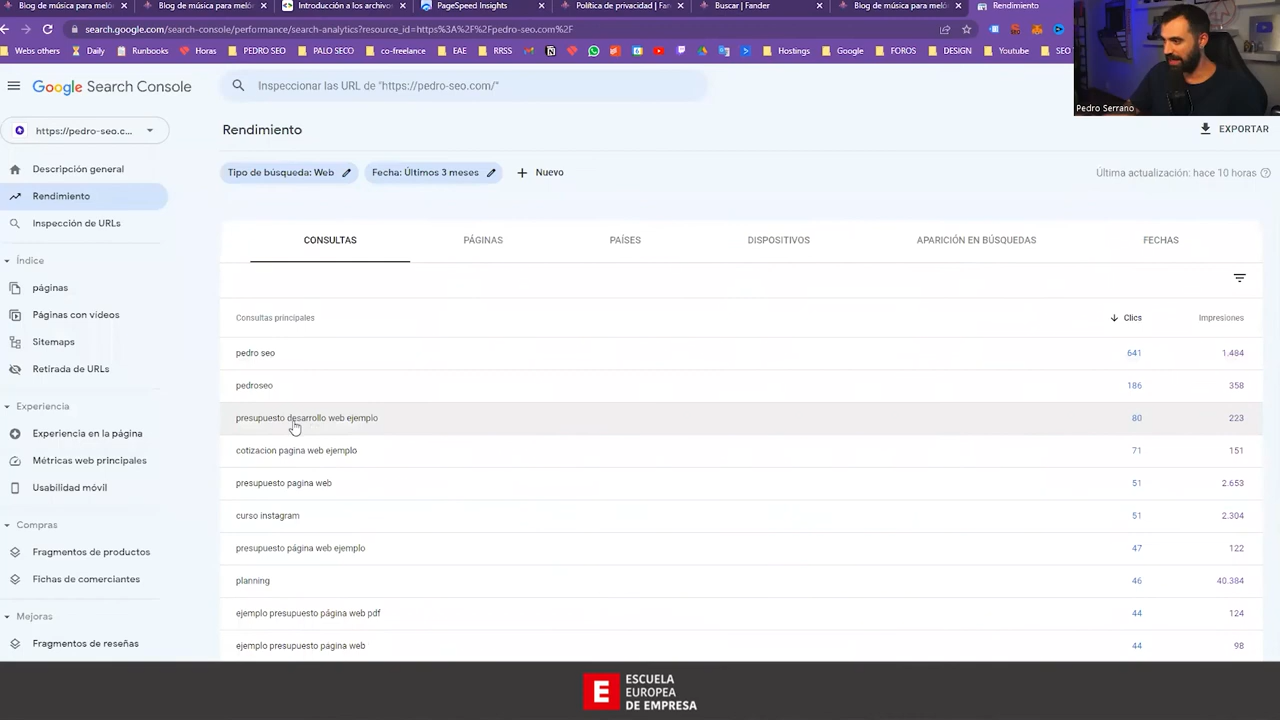 Blog de música para meló
Blog de música para meló
Introducción a los archivos
PageSpeed Insights
Política de privacidad | Fan
Buscar | Fander
Blog de música para meló
Rendimiento
search.google.com/search-console/performance/search-analytics?resource_id=https%3A%2F%2Fpedro-seo.com%2F
Webs others
Daily
Runbooks
Horas
PEDRO SEO
PALO SECO
co-freelance
EAE
RRSS
Hostings
Google
FOROS
DESIGN
Youtube
SEO
Pedro Serrano
Google Search Console
Inspeccionar las URL de "https://pedro-seo.com/"
https://pedro-seo.c...
Descripción general
Rendimiento
Inspección de URLs
Índice
páginas
Páginas con vídeos
Sitemaps
Retirada de URLs
Experiencia
Experiencia en la página
Métricas web principales
Usabilidad móvil
Compras
Fragmentos de productos
Fichas de comerciantes
Mejoras
Fragmentos de reseñas
Rendimiento
EXPORTAR
Tipo de búsqueda: Web
Fecha: Últimos 3 meses
Nuevo
Última actualización: hace 10 horas
CONSULTAS PÁGINAS PAÍSES DISPOSITIVOS APARICIÓN EN BÚSQUEDAS FECHAS
Consultas principales Clics Impresiones
pedro seo 641 1.484
pedroseo 186 358
presupuesto desarrollo web ejemplo 80 223
cotizacion pagina web ejemplo 71 151
presupuesto pagina web 51 2.653
curso instagram 51 2.304
presupuesto página web ejemplo 47 122
planning 46 40.384
ejemplo presupuesto página web pdf 44 124
ejemplo presupuesto pagina web 44 98
E
ESCUELA
EUROPEA
DE EMPRESA